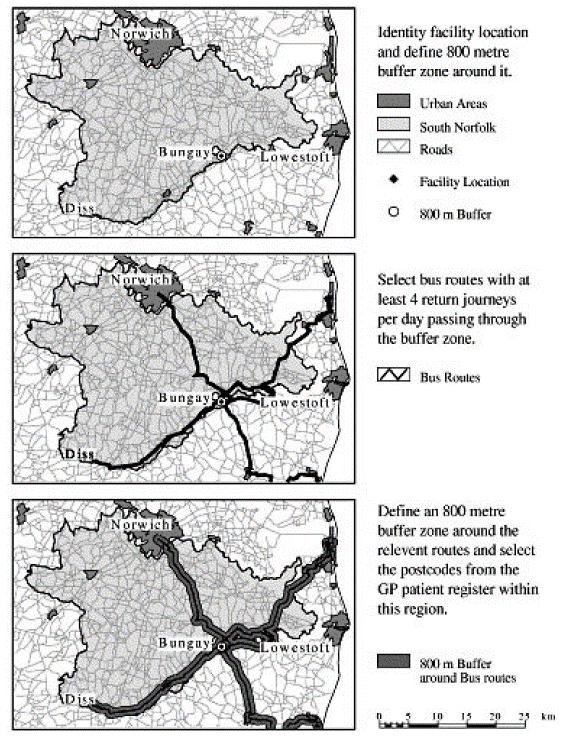 Norwich
Bungay
Lowestoft
Diss
Identity facility location
and define 800 metre
buffer zone around it.
Urban Areas
South Norfolk
Roads
Facility Location
800 m Buffer
Norwich
Bungay
Lowestoft
Diss
Select bus routes with at
least 4 return journeys
per day passing through
the buffer zone.
Bus Routes
Norwich
Bungay
Lowestoft
Diss
Define an 800 metre
buffer zone around the
relevent routes and select
the postcodes from the
GP patient register within
this region.
800 m Buffer
around Bus routes
0 5 10 15 20 25
km